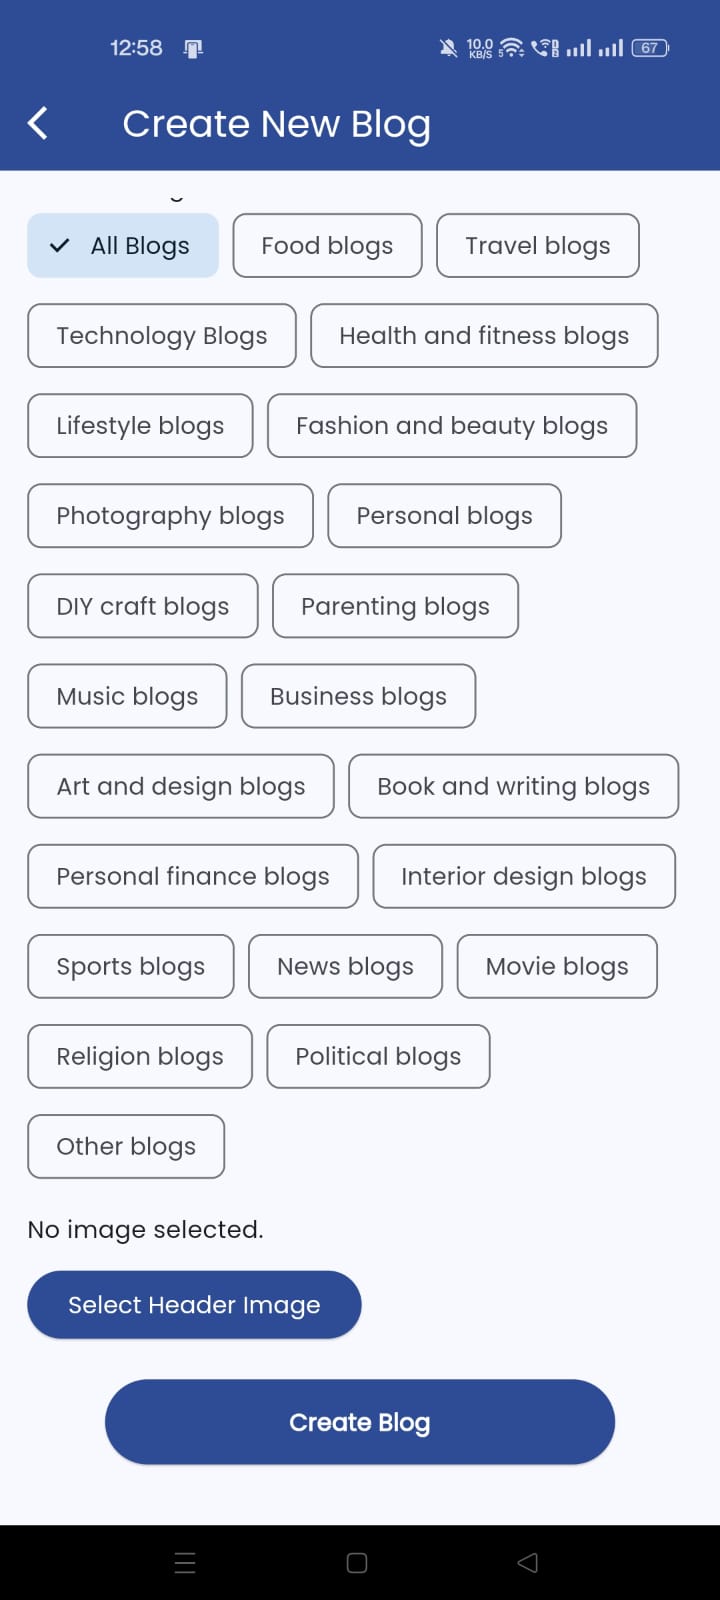 12:58 10.0 KB/S 5 1 2 67
Create New Blog
All Blogs Food blogs Travel blogs
Technology Blogs Health and fitness blogs
Lifestyle blogs Fashion and beauty blogs
Photography blogs Personal blogs
DIY craft blogs Parenting blogs
Music blogs Business blogs
Art and design blogs Book and writing blogs
Personal finance blogs Interior design blogs
Sports blogs News blogs Movie blogs
Religion blogs Political blogs
Other blogs
No image selected.
Select Header Image
Create Blog